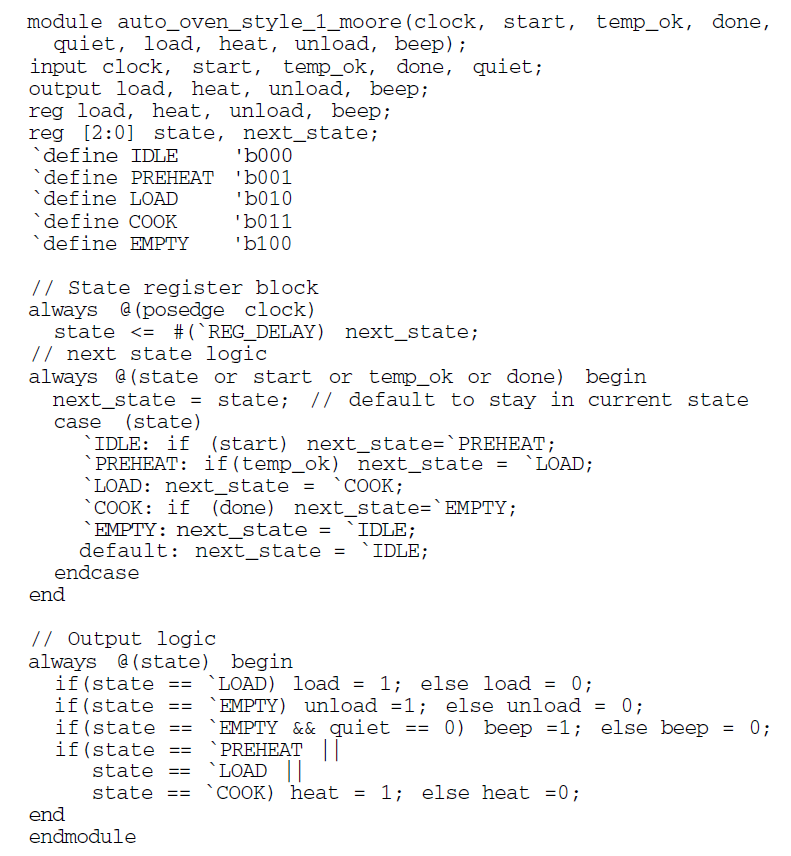 module auto_oven_style_1_moore(clock, start, temp_ok, done,
quiet, load, heat, unload, beep);
input clock, start, temp_ok, done, quiet;
output load, heat, unload, beep;
reg load, heat, unload, beep;
reg [2:0] state, next_state;
`define IDLE 'b000
`define PREHEAT 'b001
`define LOAD 'b010
`define COOK 'b011
`define EMPTY 'b100
// State register block
always @(posedge clock)
state <= #(`REG_DELAY) next_state;
// next state logic
always @(state or start or temp_ok or done) begin
next_state = state; // default to stay in current state
case (state)
`IDLE: if (start) next_state=`PREHEAT;
`PREHEAT: if(temp_ok) next_state = `LOAD;
`LOAD: next_state = `COOK;
`COOK: if (done) next_state=`EMPTY;
`EMPTY: next_state = `IDLE;
default: next_state = `IDLE;
endcase
end
// Output logic
always @(state) begin
if(state == `LOAD) load = 1; else load = 0;
if(state == `EMPTY) unload =1; else unload = 0;
if(state == `EMPTY && quiet == 0) beep =1; else beep = 0;
if(state == `PREHEAT ||
state == `LOAD ||
state == `COOK) heat = 1; else heat =0;
end
endmodule